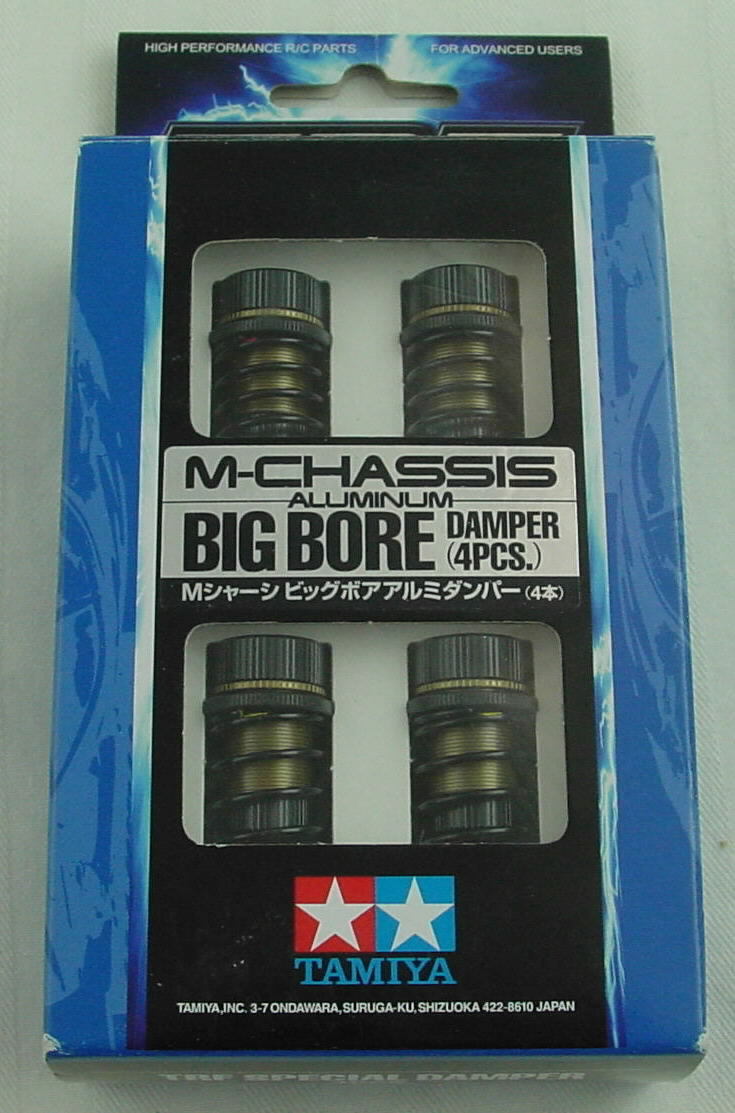 HIGH PERFORMANCE R/C PARTS FOR ADVANCED USERS
M-CHASSIS
ALUMINUM
BIG BORE DAMPER (4PCS.)
Mシャーシ ビッグボアアルミダンパー (4本)
TAMIYA
TAMIYA,INC. 3-7 ONDAWARA,SURUGA-KU,SHIZUOKA 422-8610 JAPAN
TRF SPECIAL DAMPER